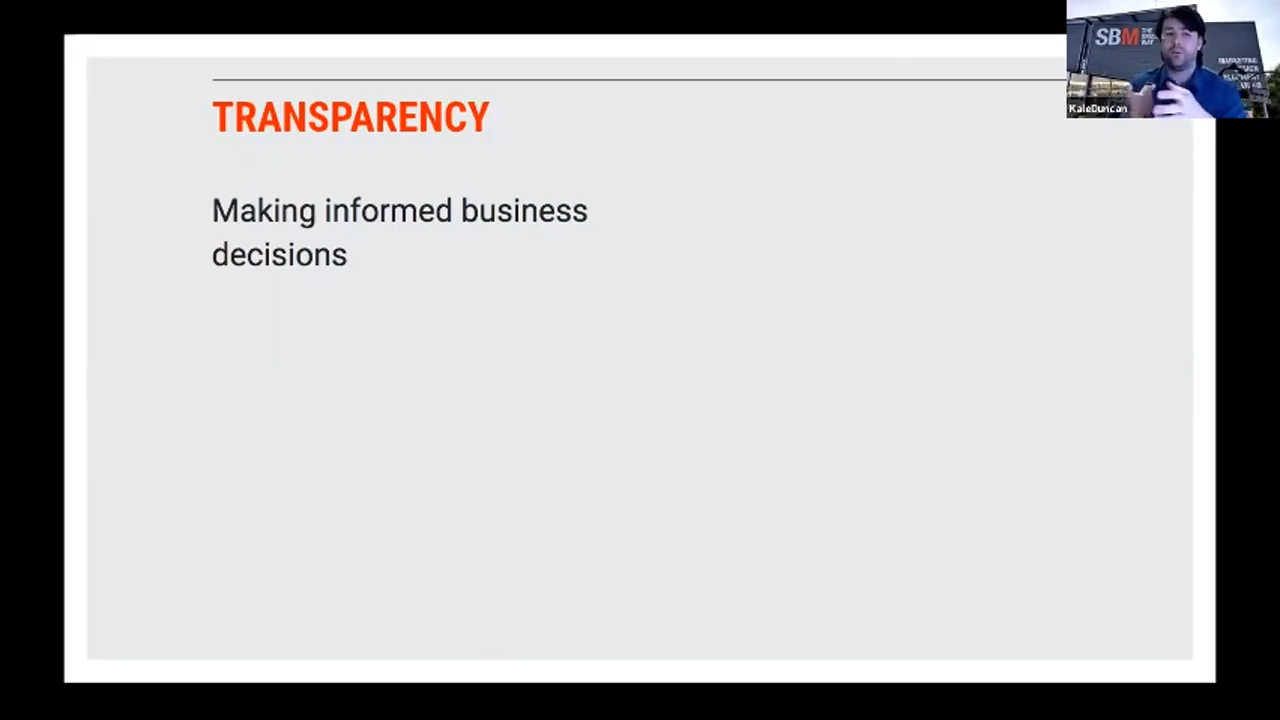 TRANSPARENCY
Making informed business
decisions
SBM
KaleDuncan